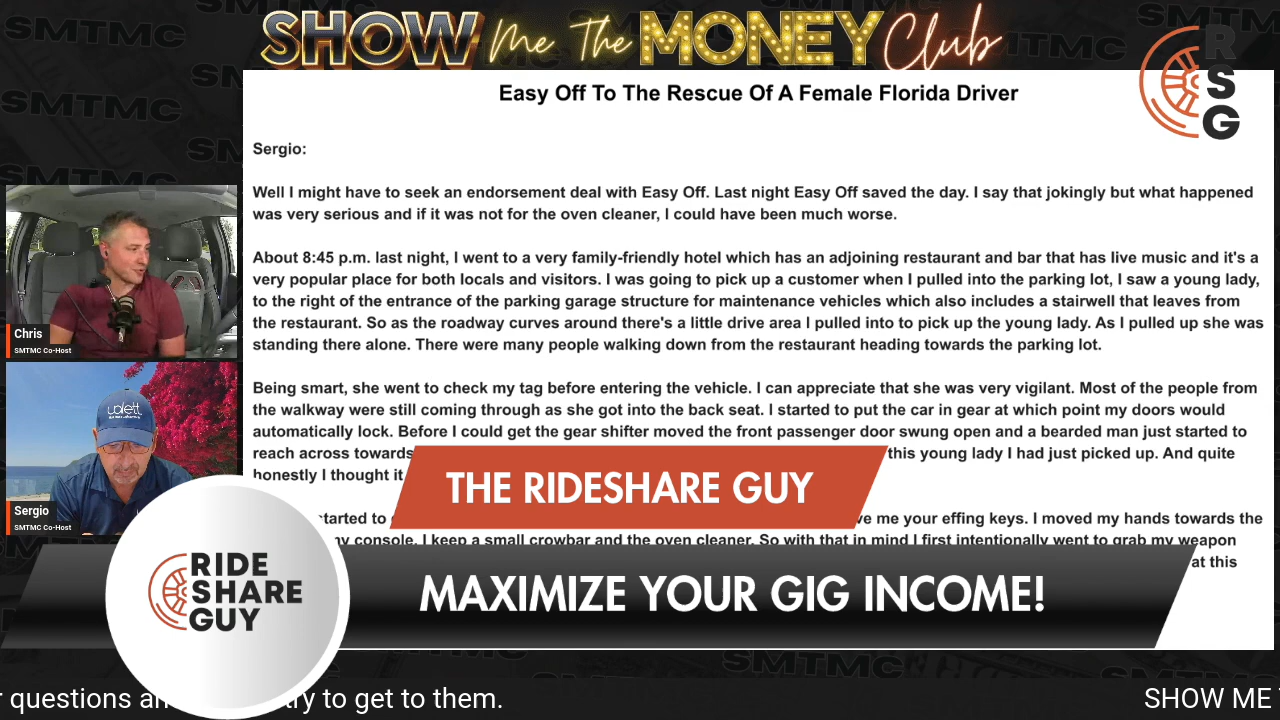 SHOW Me The MONEY Club
RSG
Easy Off To The Rescue Of A Female Florida Driver
Sergio:
Well I might have to seek an endorsement deal with Easy Off. Last night Easy Off saved the day. I say that jokingly but what happened
was very serious and if it was not for the oven cleaner, I could have been much worse.
About 8:45 p.m. last night, I went to a very family-friendly hotel which has an adjoining restaurant and bar that has live music and it's a
very popular place for both locals and visitors. I was going to pick up a customer when I pulled into the parking lot, I saw a young lady,
to the right of the entrance of the parking garage structure for maintenance vehicles which also includes a stairwell that leaves from
the restaurant. So as the roadway curves around there's a little drive area I pulled into to pick up the young lady. As I pulled up she was
standing there alone. There were many people walking down from the restaurant heading towards the parking lot.
Being smart, she went to check my tag before entering the vehicle. I can appreciate that she was very vigilant. Most of the people from
the walkway were still coming through as she got into the back seat. I started to put the car in gear at which point my doors would
automatically lock. Before I could get the gear shifter moved the front passenger door swung open and a bearded man just started to
reach across towards this young lady I had just picked up. And quite
honestly I thought it
started to ve me your effing keys. I moved my hands towards the
ny console. I keep a small crowbar and the oven cleaner. So with that in mind I first intentionally went to grab my weapon
at this
Chris
SMTMC Co-Host
uolett
Sergio
SMTMC Co-Host
THE RIDESHARE GUY
RIDE
SHARE
GUY
MAXIMIZE YOUR GIG INCOME!
r questions an try to get to them.
SHOW ME
SMTMC
SMTMC
SMTMC
SMTMC
SMTMC